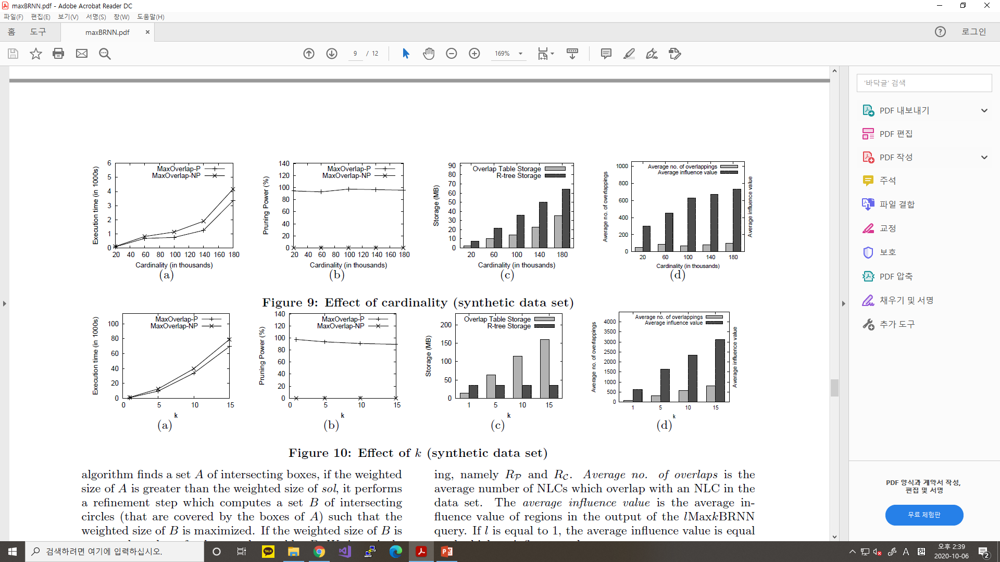 maxBRNN.pdf - Adobe Acrobat Reader DC
파일(F) 편집(E) 보기(V) 서명(S) 창(W) 도움말(H)
홈 도구 maxBRNN.pdf × ? 로그인
9 / 12 169%
'바닥글' 검색
PDF 내보내기
PDF 편집
PDF 작성
주석
파일 결합
교정
보호
PDF 압축
채우기 및 서명
추가 도구
PDF 양식과 계약서 작성,
편집 및 서명
무료 체험판
Execution time (in 1000s)
6
5
4
3
2
1
0
MaxOverlap-P
MaxOverlap-NP
20 40 60 80 100 120 140 160 180
Cardinality (in thousands)
(a)
Pruning Power (%)
140
120
100
80
60
40
20
0
MaxOverlap-P
MaxOverlap-NP
20 40 60 80 100 120 140 160 180
Cardinality (in thousands)
(b)
Storage (MB)
90
80
70
60
50
40
30
20
10
0
Overlap Table Storage
R-tree Storage
20 60 100 140 180
Cardinality (in thousands)
(c)
Average no. of overlappings
1000
800
600
400
200
0
Average no. of overlappings
Average influence value
Average influence value
20 60 100 140 180
Cardinality (in thousands)
(d)
Figure 9: Effect of cardinality (synthetic data set)
Execution time (in 1000s)
100
80
60
40
20
0
MaxOverlap-P
MaxOverlap-NP
0 5 10 15
k
(a)
Pruning Power (%)
140
120
100
80
60
40
20
0
MaxOverlap-P
MaxOverlap-NP
0 5 10 15
k
(b)
Storage (MB)
200
150
100
50
0
Overlap Table Storage
R-tree Storage
1 5 10 15
k
(c)
Average no. of overlappings
4000
3500
3000
2500
2000
1500
1000
500
0
Average no. of overlappings
Average influence value
Average influence value
1 5 10 15
k
(d)
Figure 10: Effect of k (synthetic data set)
algorithm finds a set A of intersecting boxes, if the weighted
size of A is greater than the weighted size of sol, it performs
a refinement step which computes a set B of intersecting
circles (that are covered by the boxes of A) such that the
weighted size of B is maximized. If the weighted size of B is
ing, namely R𝒫 and R𝒞. Average no. of overlaps is the
average number of NLCs which overlap with an NLC in the
data set. The average influence value is the average in-
fluence value of regions in the output of the lMaxkBRNN
query. If l is equal to 1, the average influence value is equal
검색하려면 여기에 입력하십시오.
TALK
A 한
오후 2:39
2020-10-06
2